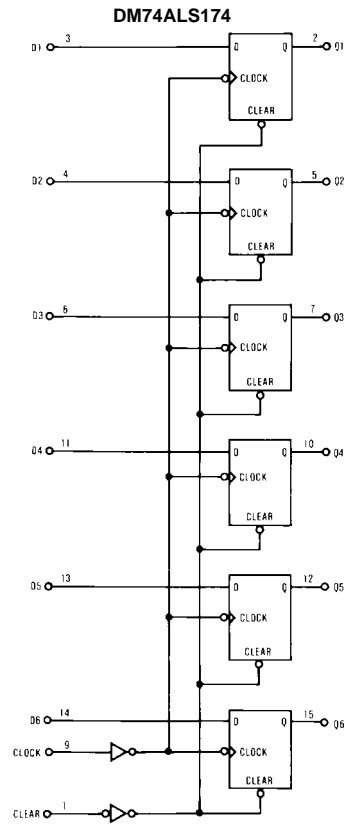 DM74ALS174
D1 3 D Q 2 Q1
CLOCK
CLEAR
D2 4 D Q 5 Q2
CLOCK
CLEAR
D3 6 D Q 7 Q3
CLOCK
CLEAR
D4 11 D Q 10 Q4
CLOCK
CLEAR
D5 13 D Q 12 Q5
CLOCK
CLEAR
D6 14 D Q 15 Q6
CLOCK 9 CLOCK
CLEAR
CLEAR 1